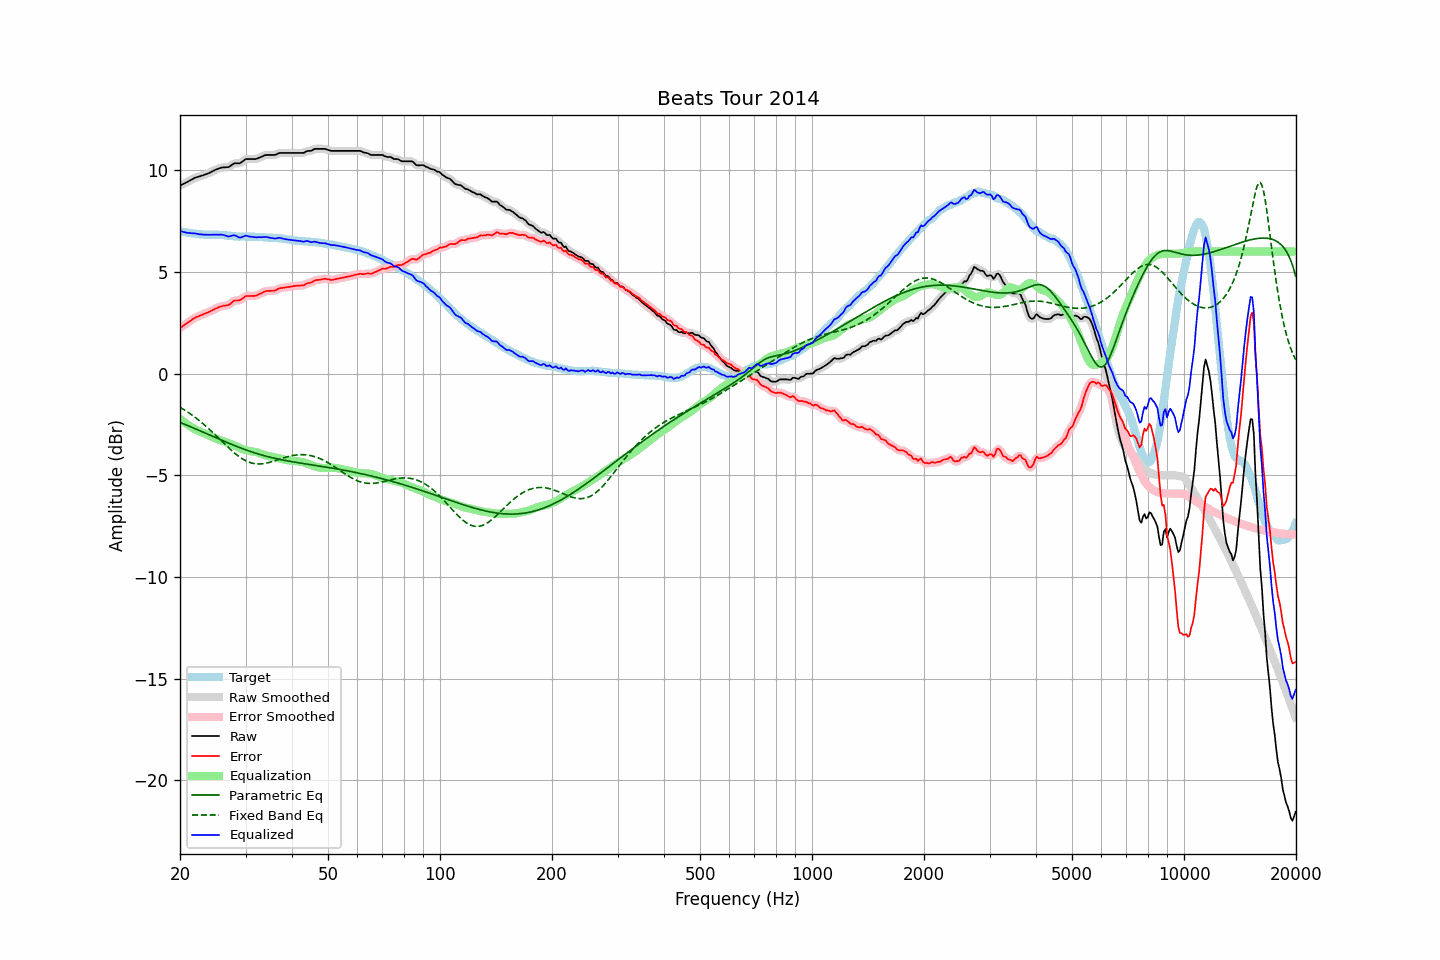 Beats Tour 2014
Amplitude (dBr)
10
5
0
−5
−10
−15
−20
Target
Raw Smoothed
Error Smoothed
Raw
Error
Equalization
Parametric Eq
Fixed Band Eq
Equalized
20 50 100 200 500 1000 2000 5000 10000 20000
Frequency (Hz)